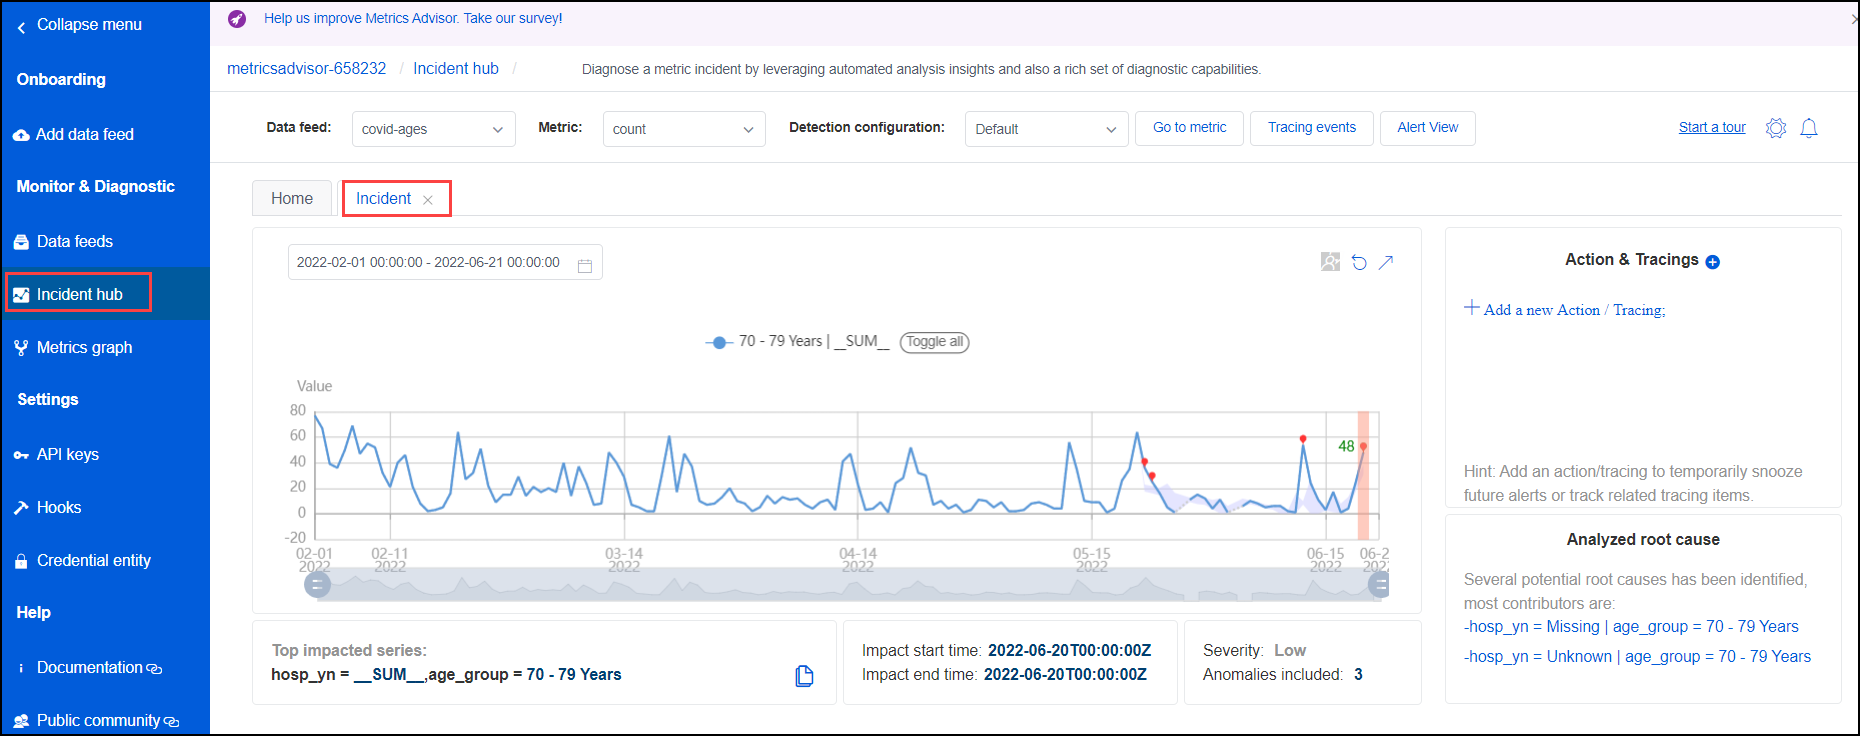 Collapse menu
Onboarding
Add data feed
Monitor & Diagnostic
Data feeds
Incident hub
Metrics graph
Settings
API keys
Hooks
Credential entity
Help
Documentation
Public community
Help us improve Metrics Advisor. Take our survey!
metricsadvisor-658232 / Incident hub /
Diagnose a metric incident by leveraging automated analysis insights and also a rich set of diagnostic capabilities.
Data feed: covid-ages Metric: count Detection configuration: Default Go to metric Tracing events Alert View Start a tour
Home Incident
2022-02-01 00:00:00 - 2022-06-21 00:00:00
70 - 79 Years | __SUM__ Toggle all
Value
80
60
40
20
0
-20
48
02-01 02-11 03-14 04-14 05-15 06-15 06-2
2022 2022 2022 2022 2022 2022 202
Top impacted series:
hosp_yn = __SUM__,age_group = 70 - 79 Years
Impact start time: 2022-06-20T00:00:00Z
Impact end time: 2022-06-20T00:00:00Z
Severity: Low
Anomalies included: 3
Action & Tracings
Add a new Action / Tracing;
Hint: Add an action/tracing to temporarily snooze
future alerts or track related tracing items.
Analyzed root cause
Several potential root causes has been identified,
most contributors are:
-hosp_yn = Missing | age_group = 70 - 79 Years
-hosp_yn = Unknown | age_group = 70 - 79 Years